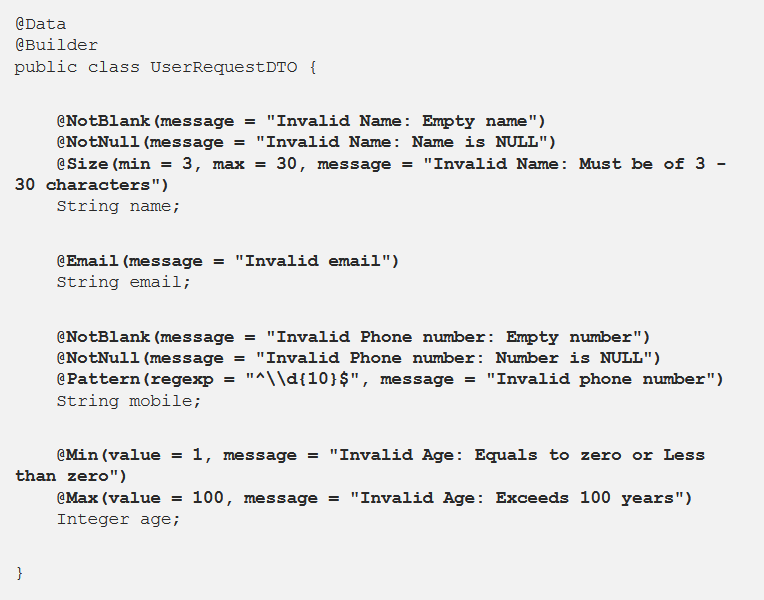 @Data
@Builder
public class UserRequestDTO {
@NotBlank(message = "Invalid Name: Empty name")
@NotNull(message = "Invalid Name: Name is NULL")
@Size(min = 3, max = 30, message = "Invalid Name: Must be of 3 -
30 characters")
String name;
@Email(message = "Invalid email")
String email;
@NotBlank(message = "Invalid Phone number: Empty number")
@NotNull(message = "Invalid Phone number: Number is NULL")
@Pattern(regexp = "^\\d{10}$", message = "Invalid phone number")
String mobile;
@Min(value = 1, message = "Invalid Age: Equals to zero or Less
than zero")
@Max(value = 100, message = "Invalid Age: Exceeds 100 years")
Integer age;
}